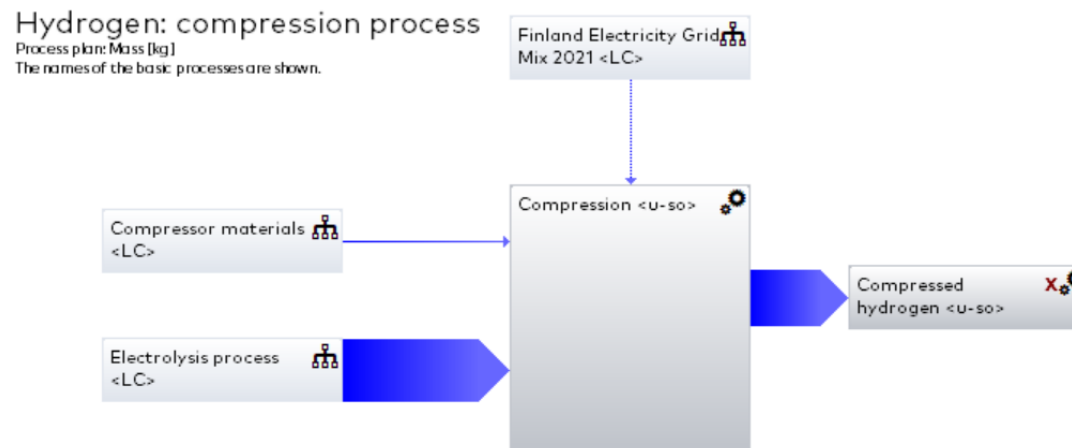 Hydrogen: compression process
Process plan: Mass [kg]
The names of the basic processes are shown.
Finland Electricity Grid
Mix 2021 <LC>
Compression <u-so>
Compressor materials
<LC>
Compressed
hydrogen <u-so>
X
Electrolysis process
<LC>